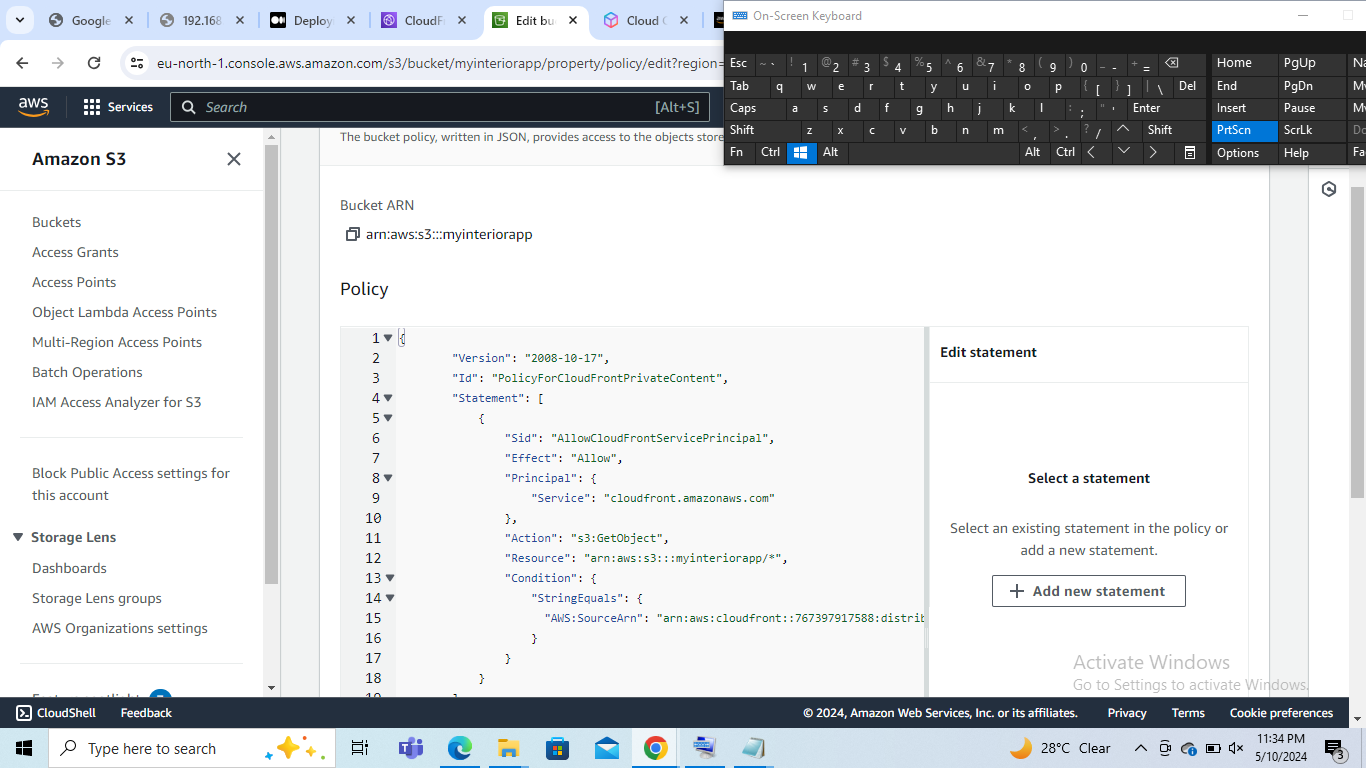 Google
192.168
Deploy
CloudF
Edit bu
Cloud
On-Screen Keyboard
eu-north-1.console.aws.amazon.com/s3/bucket/myinteriorapp/property/policy/edit?region=
Esc ~ ` ! 1 @ 2 # 3 $ 4 % 5 ^ 6 & 7 * 8 ( 9 ) 0 _ - + = Home PgUp
Tab q w e r t y u i o p { [ } ] | \ Del End PgDn
Caps a s d f g h j k l : ; " ' Enter Insert Pause
Shift z x c v b n m < , > . ? / Shift PrtScn ScrLk
Fn Ctrl Alt Alt Ctrl Options Help
aws
Services
Search
[Alt+S]
Amazon S3
Buckets
Access Grants
Access Points
Object Lambda Access Points
Multi-Region Access Points
Batch Operations
IAM Access Analyzer for S3
Block Public Access settings for
this account
Storage Lens
Dashboards
Storage Lens groups
AWS Organizations settings
The bucket policy, written in JSON, provides access to the objects store
Bucket ARN
arn:aws:s3:::myinteriorapp
Policy
1 {
2 "Version": "2008-10-17",
3 "Id": "PolicyForCloudFrontPrivateContent",
4 "Statement": [
5 {
6 "Sid": "AllowCloudFrontServicePrincipal",
7 "Effect": "Allow",
8 "Principal": {
9 "Service": "cloudfront.amazonaws.com"
10 },
11 "Action": "s3:GetObject",
12 "Resource": "arn:aws:s3:::myinteriorapp/*",
13 "Condition": {
14 "StringEquals": {
15 "AWS:SourceArn": "arn:aws:cloudfront::767397917588:distrib
16 }
17 }
18 }
Edit statement
Select a statement
Select an existing statement in the policy or
add a new statement.
+ Add new statement
Activate Windows
Go to Settings to activate Windows.
CloudShell
Feedback
© 2024, Amazon Web Services, Inc. or its affiliates.
Privacy
Terms
Cookie preferences
Type here to search
28°C Clear
11:34 PM
5/10/2024
3